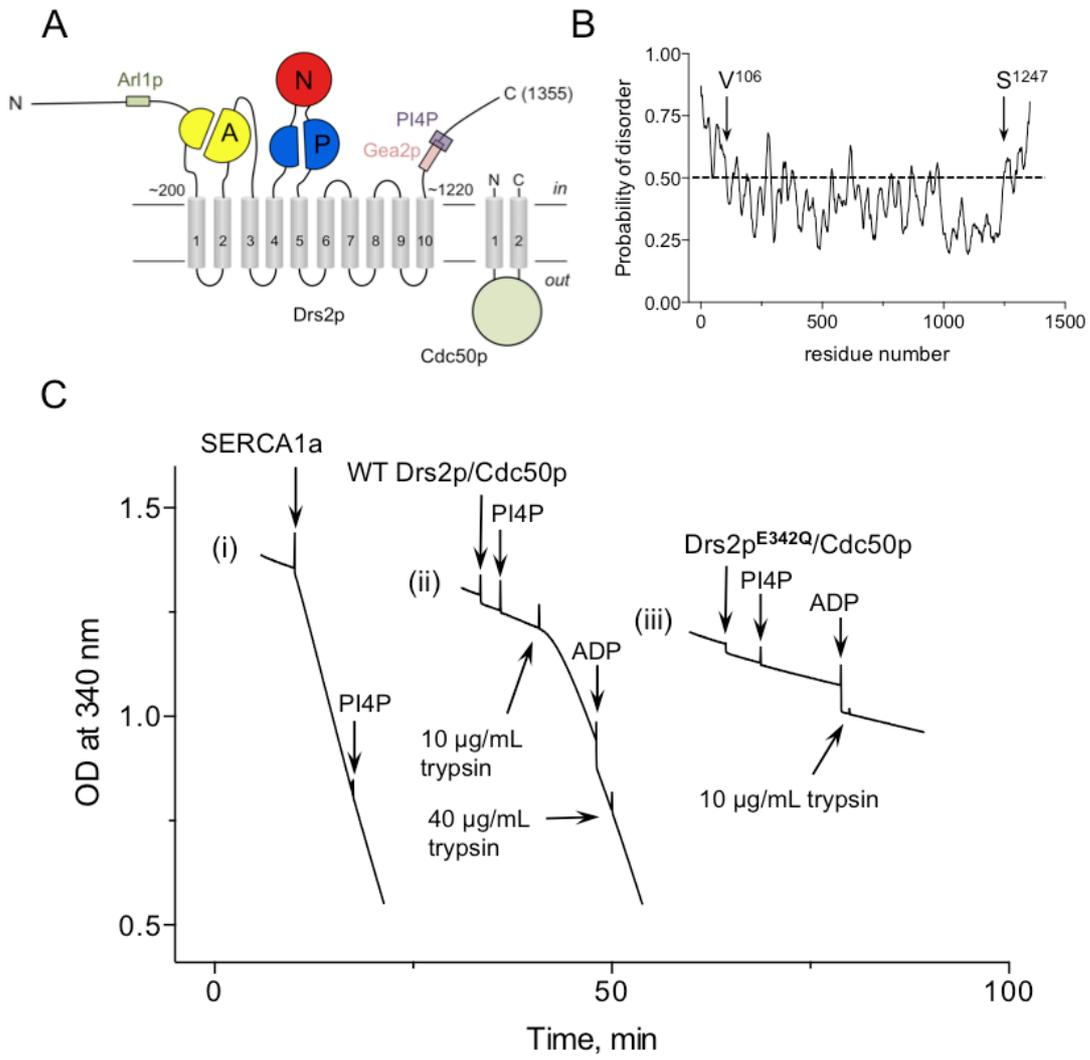 A
B
Arl1p
N
A
N
P
C (1355)
PI4P
Gea2p
~200
~1220
N
C
in
1
2
3
4
5
6
7
8
9
10
1
2
out
Drs2p
Cdc50p
1.00
0.75
0.50
0.25
0.00
Probability of disorder
V106
S1247
0
500
1000
1500
residue number
C
SERCA1a
WT Drs2p/Cdc50p
PI4P
Drs2pE342Q/Cdc50p
PI4P
ADP
(i)
(ii)
(iii)
ADP
PI4P
10 µg/mL
trypsin
40 µg/mL
trypsin
10 µg/mL trypsin
1.5
1.0
0.5
OD at 340 nm
0
50
100
Time, min